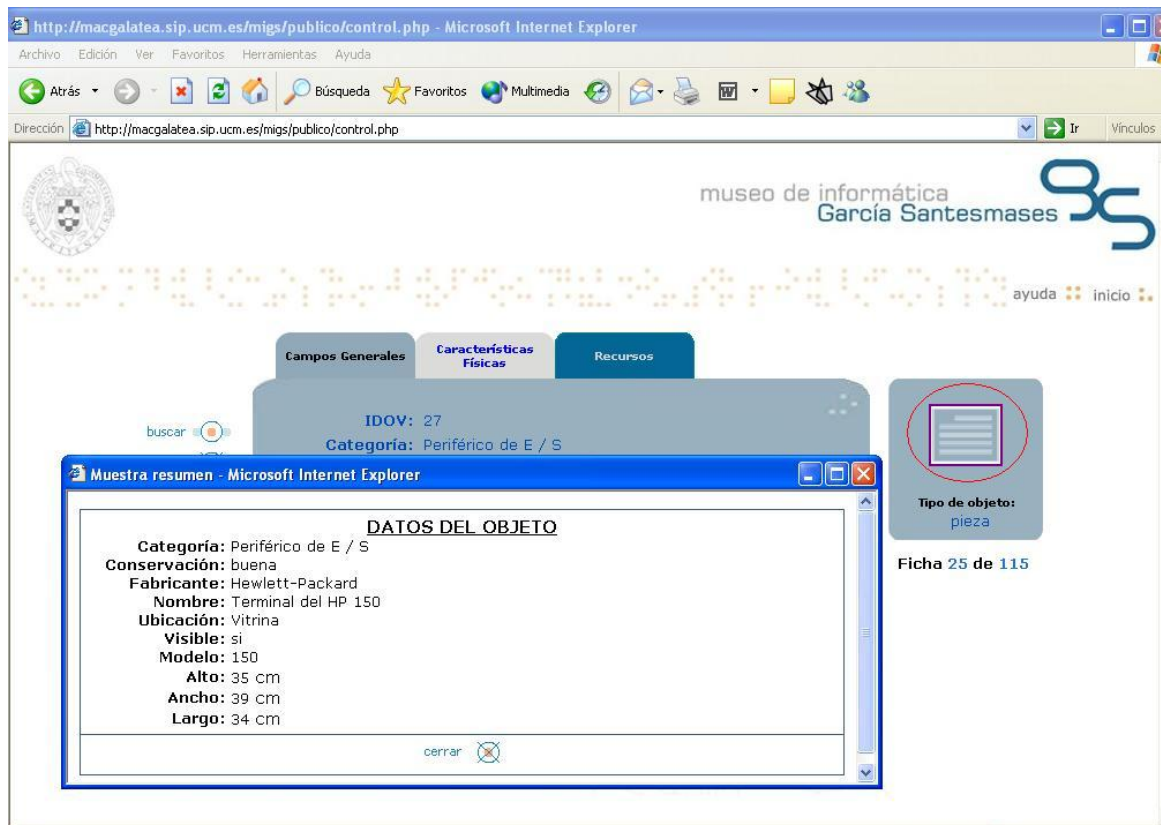 http://macgalatea.sip.ucm.es/migs/publico/control.php - Microsoft Internet Explorer
Archivo Edición Ver Favoritos Herramientas Ayuda
Atrás Búsqueda Favoritos Multimedia
Dirección http://macgalatea.sip.ucm.es/migs/publico/control.php Ir Vínculos
museo de informática
García Santesmases
ayuda inicio
Campos Generales
Características
Físicas
Recursos
buscar
IDOV: 27
Categoría: Periférico de E / S
Tipo de objeto:
pieza
Ficha 25 de 115
Muestra resumen - Microsoft Internet Explorer
DATOS DEL OBJETO
Categoría: Periférico de E / S
Conservación: buena
Fabricante: Hewlett-Packard
Nombre: Terminal del HP 150
Ubicación: Vitrina
Visible: si
Modelo: 150
Alto: 35 cm
Ancho: 39 cm
Largo: 34 cm
cerrar